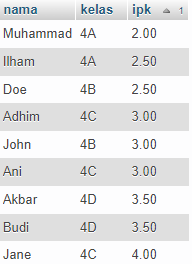 nama kelas ipk 1
Muhammad 4A 2.00
Ilham 4A 2.50
Doe 4B 2.50
Adhim 4C 3.00
John 4B 3.00
Ani 4C 3.00
Akbar 4D 3.50
Budi 4D 3.50
Jane 4C 4.00